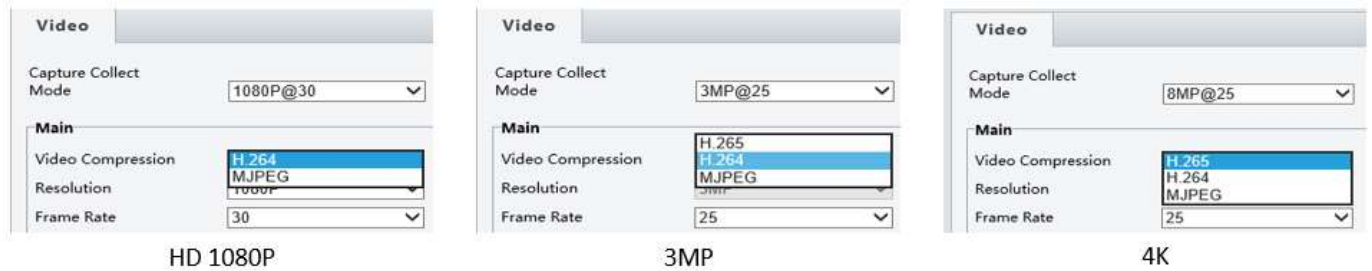 Video
Capture Collect
Mode
1080P@30
Main
Video Compression
H.264
MJPEG
Resolution
1080P
Frame Rate
30
HD 1080P
Video
Capture Collect
Mode
3MP@25
Main
Video Compression
H.265
H.264
MJPEG
Resolution
3MP
Frame Rate
25
3MP
Video
Capture Collect
Mode
8MP@25
Main
Video Compression
H.265
H.264
MJPEG
Resolution
Frame Rate
25
4K